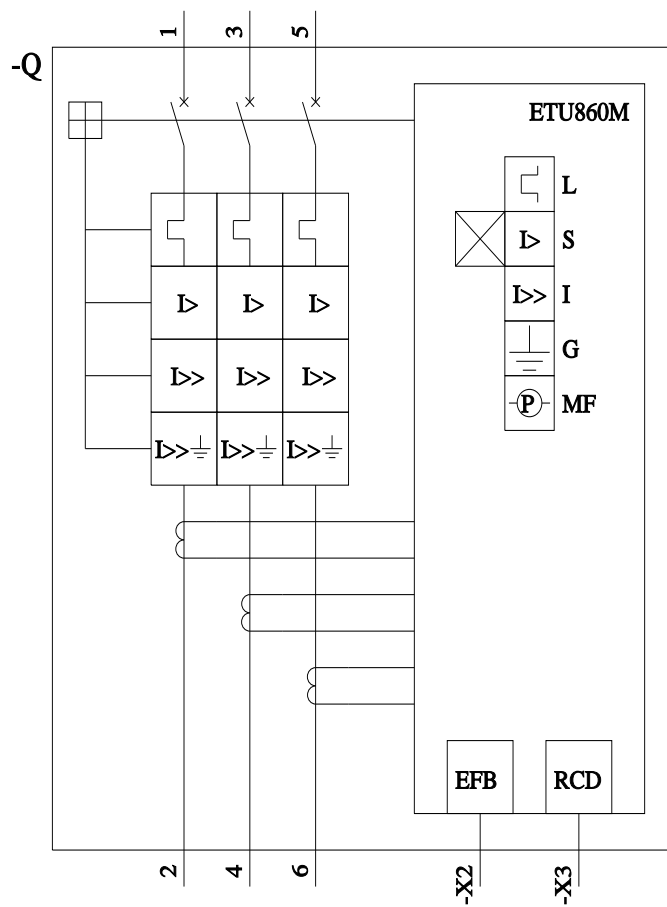 1 3 5
-Q
ETU860M
L
I> S
I> I> I>
I>> I
G
I>> I>> I>>
P MF
I>> I>> I>>
EFB RCD
2 4 6 -X2 -X3